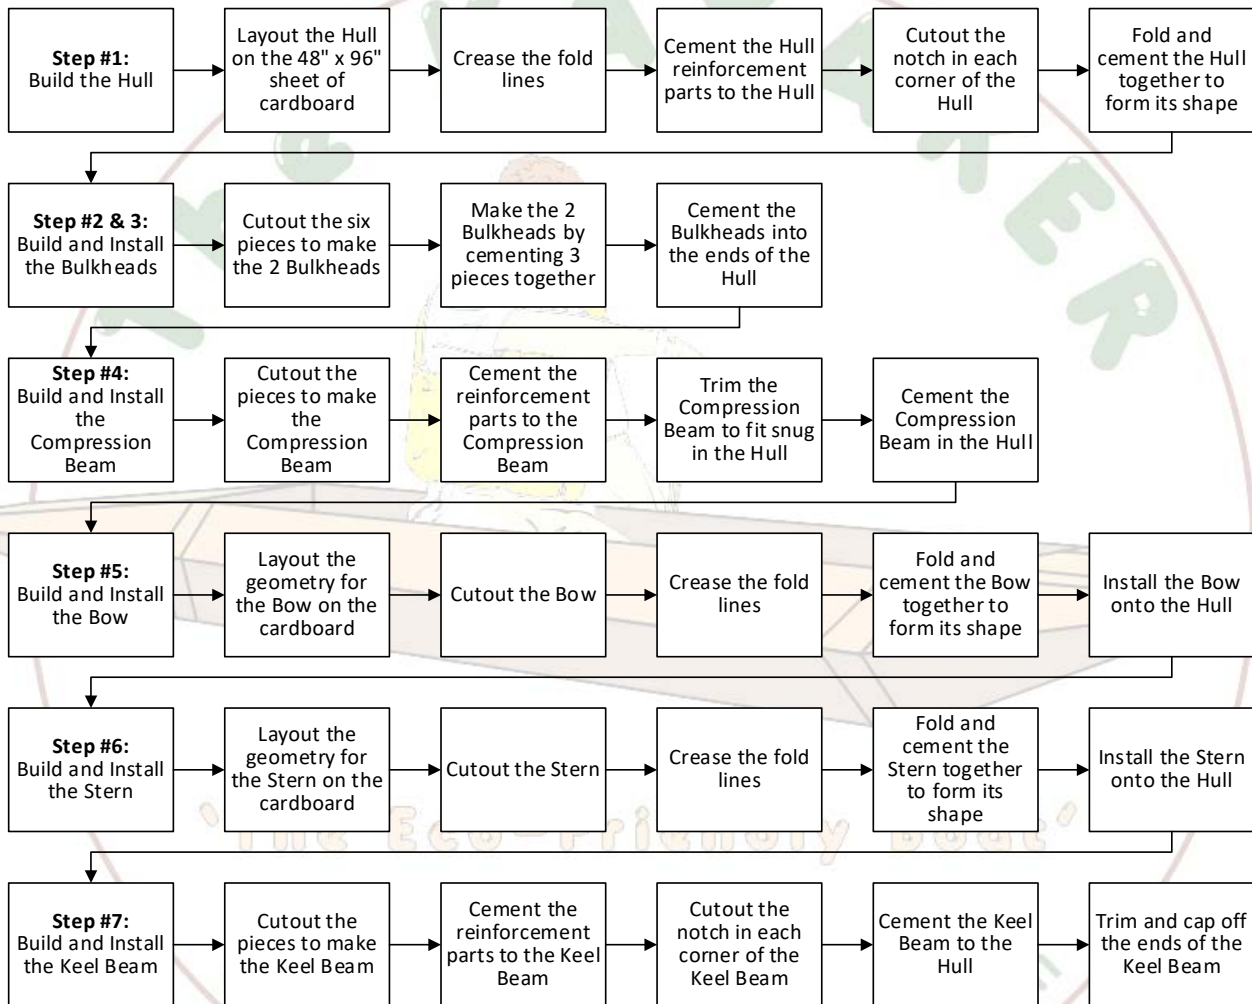 Step #1:
Build the Hull
Layout the Hull
on the 48" x 96"
sheet of
cardboard
Crease the fold
lines
Cement the Hull
reinforcement
parts to the Hull
Cutout the
notch in each
corner of the
Hull
Fold and
cement the Hull
together to
form its shape
Step #2 & 3:
Build and Install
the Bulkheads
Cutout the six
pieces to make
the 2 Bulkheads
Make the 2
Bulkheads by
cementing 3
pieces together
Cement the
Bulkheads into
the ends of the
Hull
Step #4:
Build and Install
the
Compression
Beam
Cutout the
pieces to make
the
Compression
Beam
Cement the
reinforcement
parts to the
Compression
Beam
Trim the
Compression
Beam to fit snug
in the Hull
Cement the
Compression
Beam in the Hull
Step #5:
Build and Install
the Bow
Layout the
geometry for
the Bow on the
cardboard
Cutout the Bow
Crease the fold
lines
Fold and
cement the Bow
together to
form its shape
Install the Bow
onto the Hull
Step #6:
Build and Install
the Stern
Layout the
geometry for
the Stern on the
cardboard
Cutout the Stern
Crease the fold
lines
Fold and
cement the
Stern together
to form its
shape
Install the Stern
onto the Hull
'The Eco-Friendly Boat'
Step #7:
Build and Install
the Keel Beam
Cutout the
pieces to make
the Keel Beam
Cement the
reinforcement
parts to the Keel
Beam
Cutout the
notch in each
corner of the
Keel Beam
Cement the Keel
Beam to the
Hull
Trim and cap off
the ends of the
Keel Beam